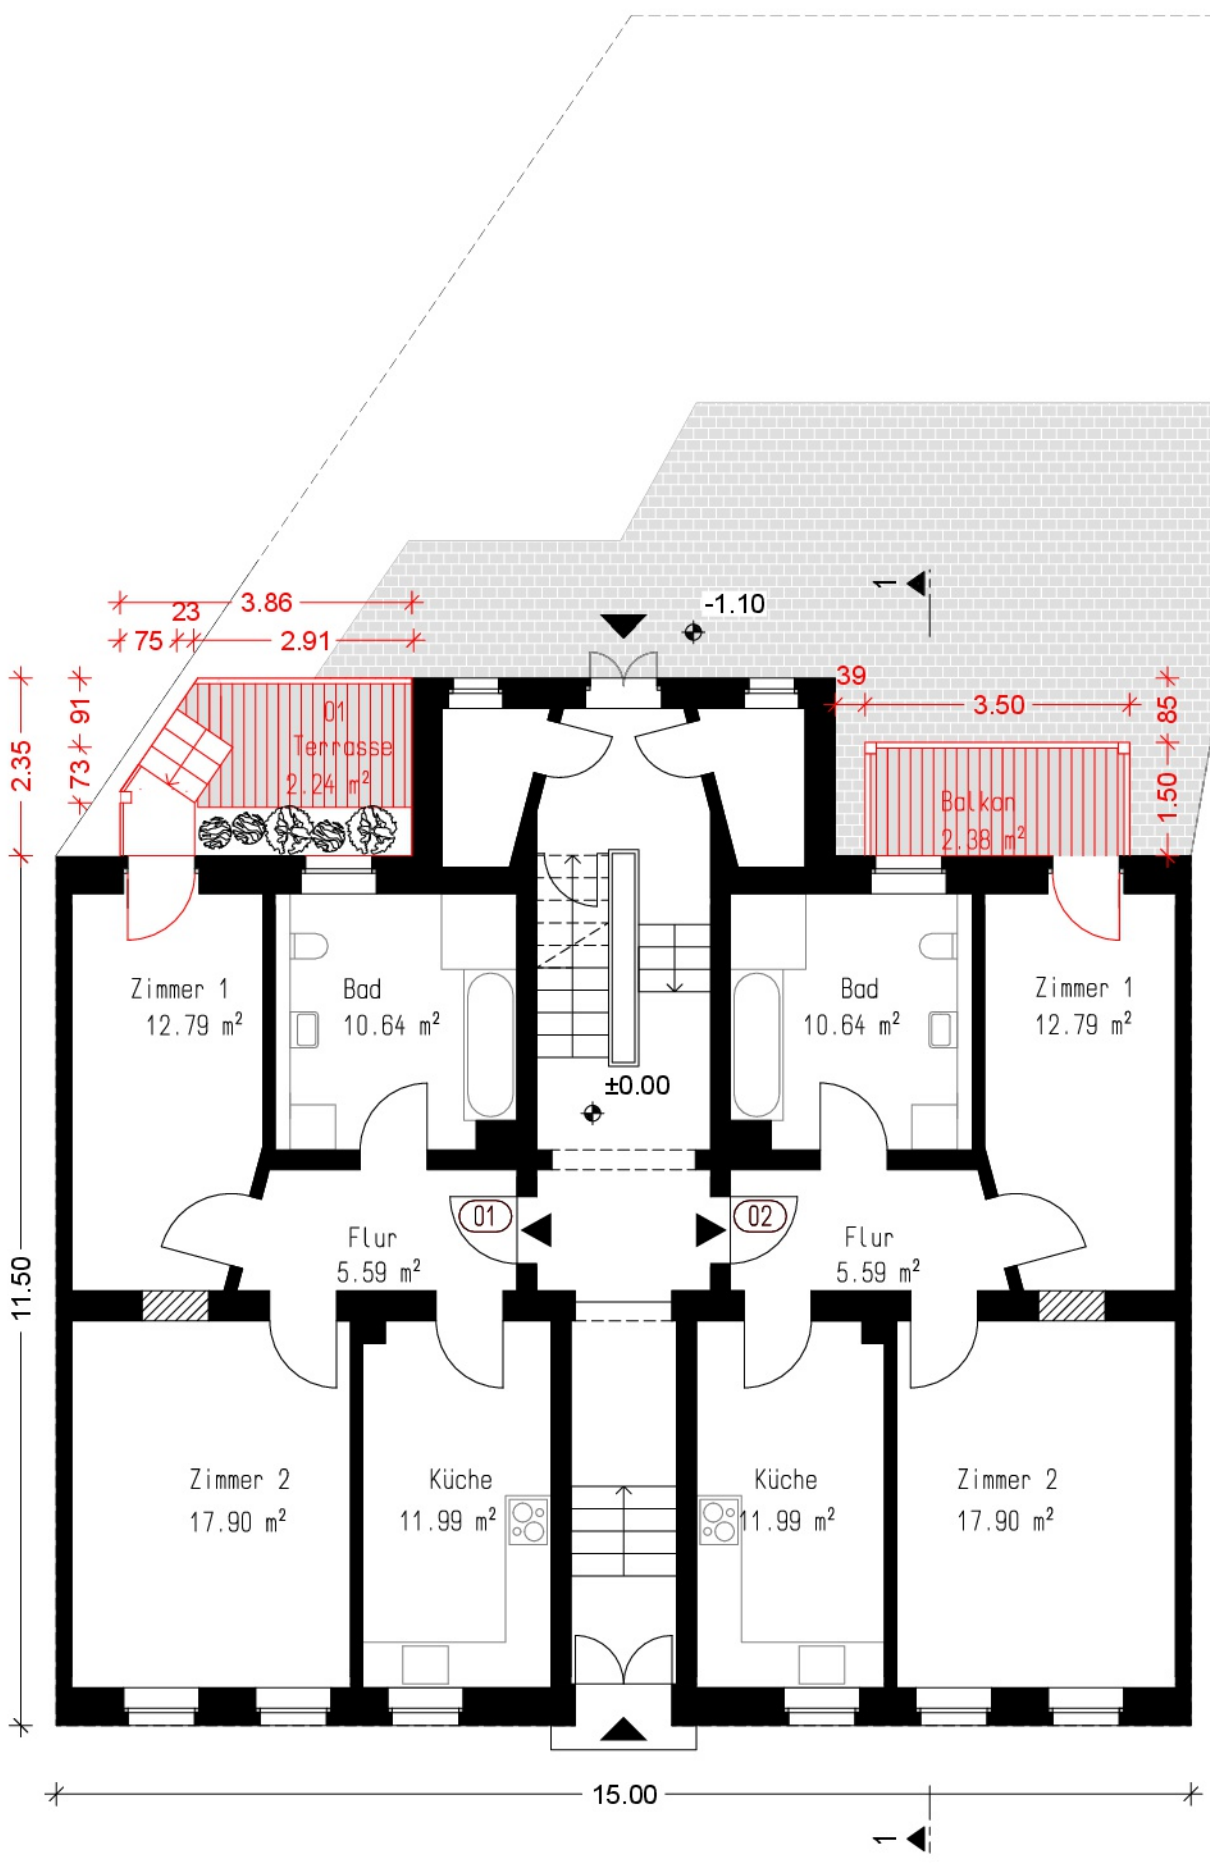 1
-1.10
3.86
23
75
2.91
39
3.50
85
91
2.35
73
1.50
01
Terrasse
2.24 m²
Balkon
2.38 m²
Zimmer 1
12.79 m²
Bad
10.64 m²
Bad
10.64 m²
Zimmer 1
12.79 m²
±0.00
01
02
Flur
5.59 m²
Flur
5.59 m²
11.50
Zimmer 2
17.90 m²
Küche
11.99 m²
Küche
11.99 m²
Zimmer 2
17.90 m²
15.00
1